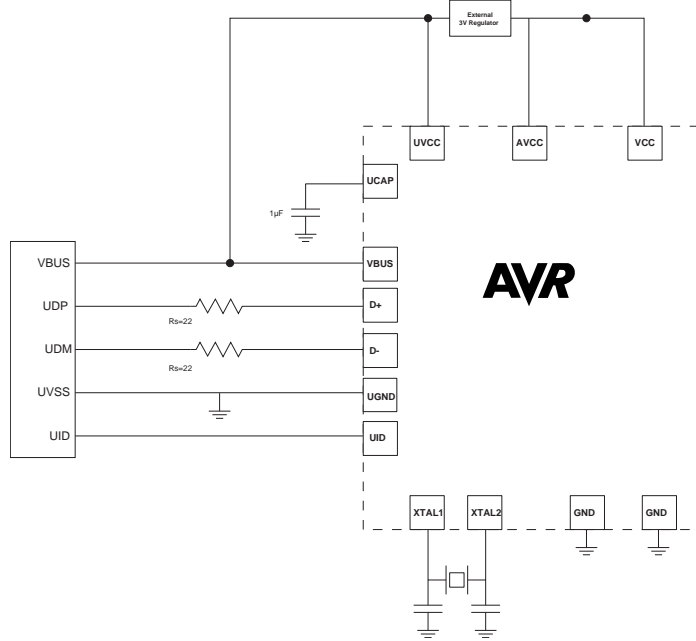 External
3V Regulator
UVCC
AVCC
VCC
UCAP
1µF
VBUS
VBUS
AVR
UDP
Rs=22
D+
UDM
Rs=22
D-
UVSS
UGND
UID
UID
XTAL1
XTAL2
GND
GND